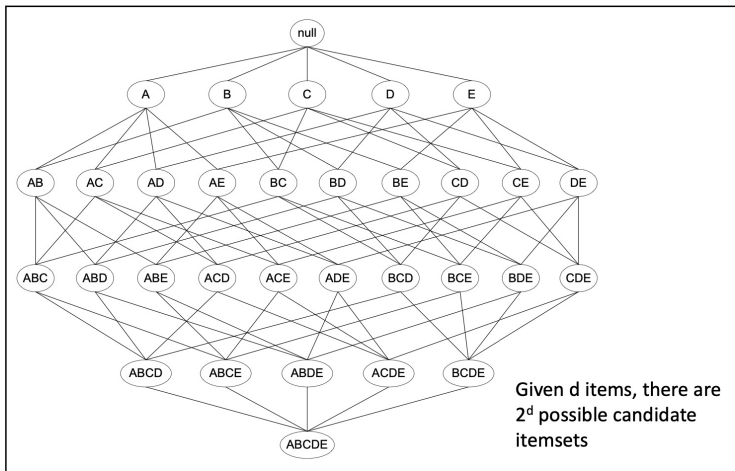 null
A B C D E
AB AC AD AE BC BD BE CD CE DE
ABC ABD ABE ACD ACE ADE BCD BCE BDE CDE
ABCD ABCE ABDE ACDE BCDE
ABCDE
Given d items, there are
2ᵈ possible candidate
itemsets